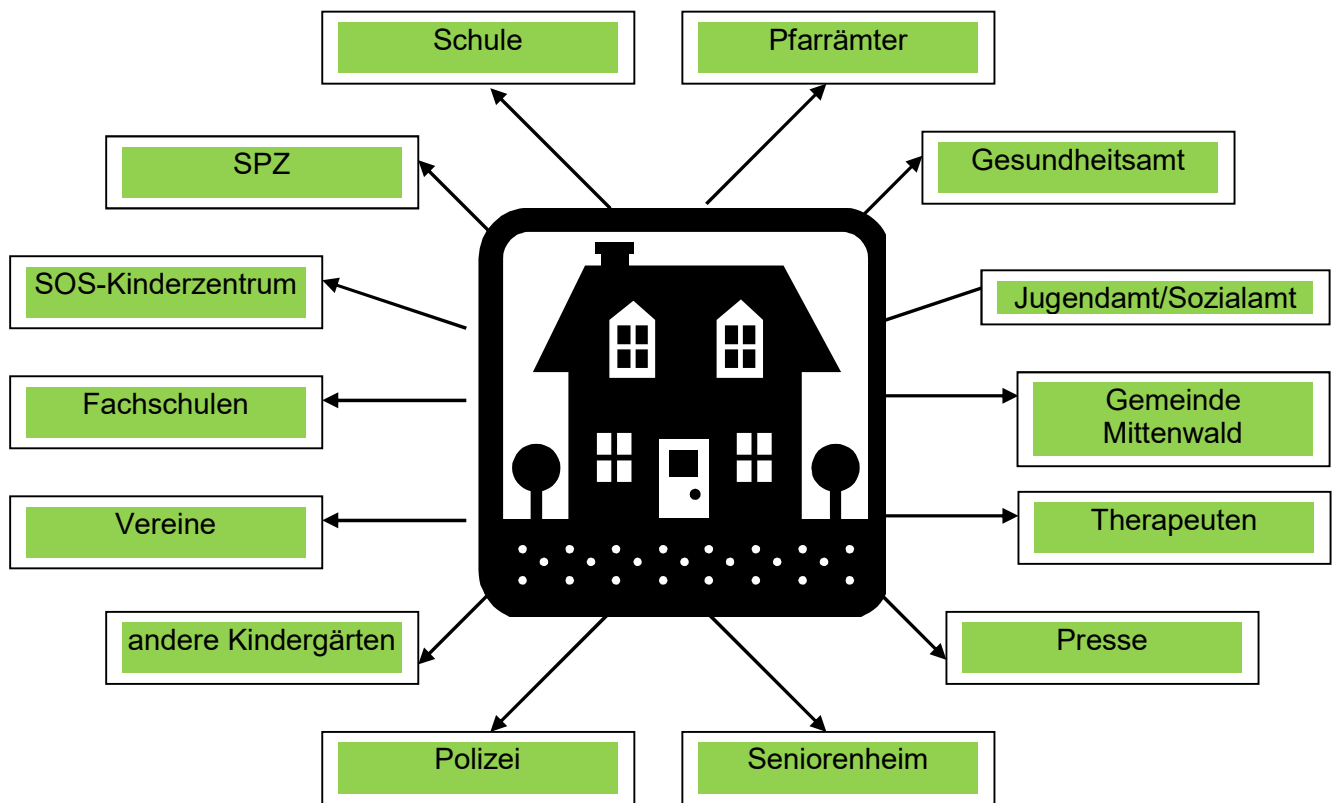 Schule
Pfarrämter
SPZ
Gesundheitsamt
SOS-Kinderzentrum
Jugendamt/Sozialamt
Fachschulen
Gemeinde
Mittenwald
Vereine
Therapeuten
andere Kindergärten
Presse
Polizei
Seniorenheim